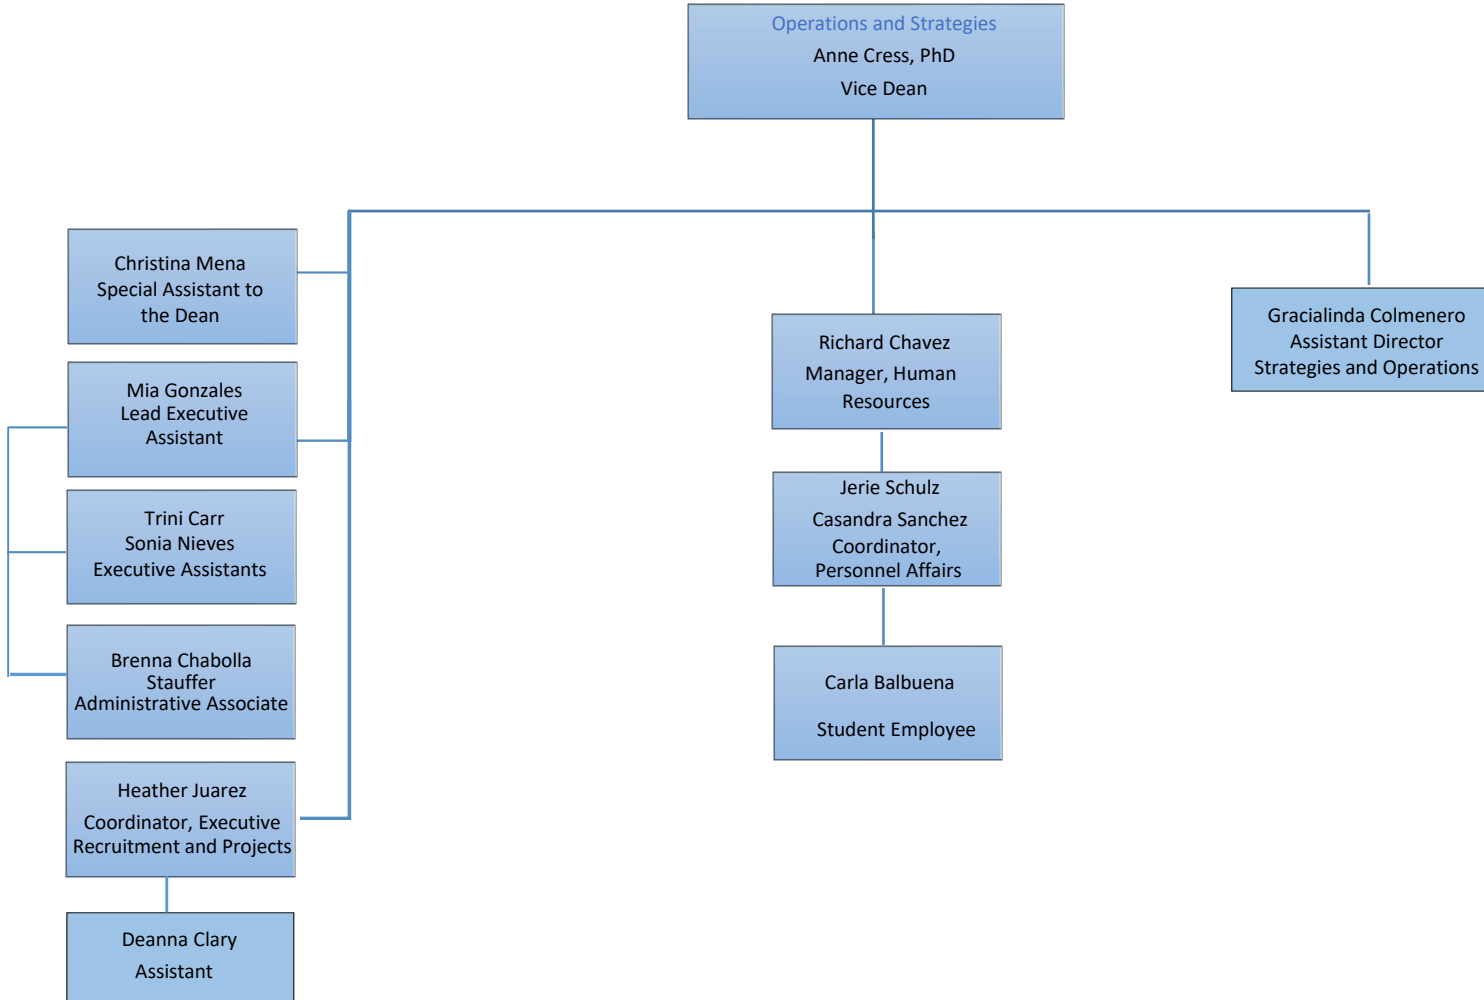 Operations and Strategies
Anne Cress, PhD
Vice Dean
Christina Mena
Special Assistant to
the Dean
Mia Gonzales
Lead Executive
Assistant
Trini Carr
Sonia Nieves
Executive Assistants
Brenna Chabolla
Stauffer
Administrative Associate
Heather Juarez
Coordinator, Executive
Recruitment and Projects
Deanna Clary
Assistant
Richard Chavez
Manager, Human
Resources
Jerie Schulz
Casandra Sanchez
Coordinator,
Personnel Affairs
Carla Balbuena
Student Employee
Gracialinda Colmenero
Assistant Director
Strategies and Operations